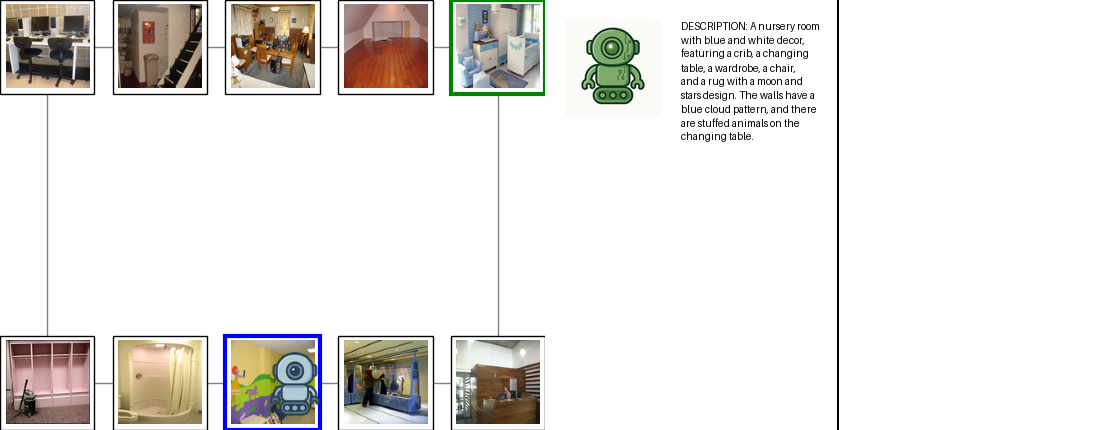 DESCRIPTION: A nursery room
with blue and white decor,
featuring a crib, a changing
table, a wardrobe, a chair,
and a rug with a moon and
stars design. The walls have a
blue cloud pattern, and there
are stuffed animals on the
changing table.